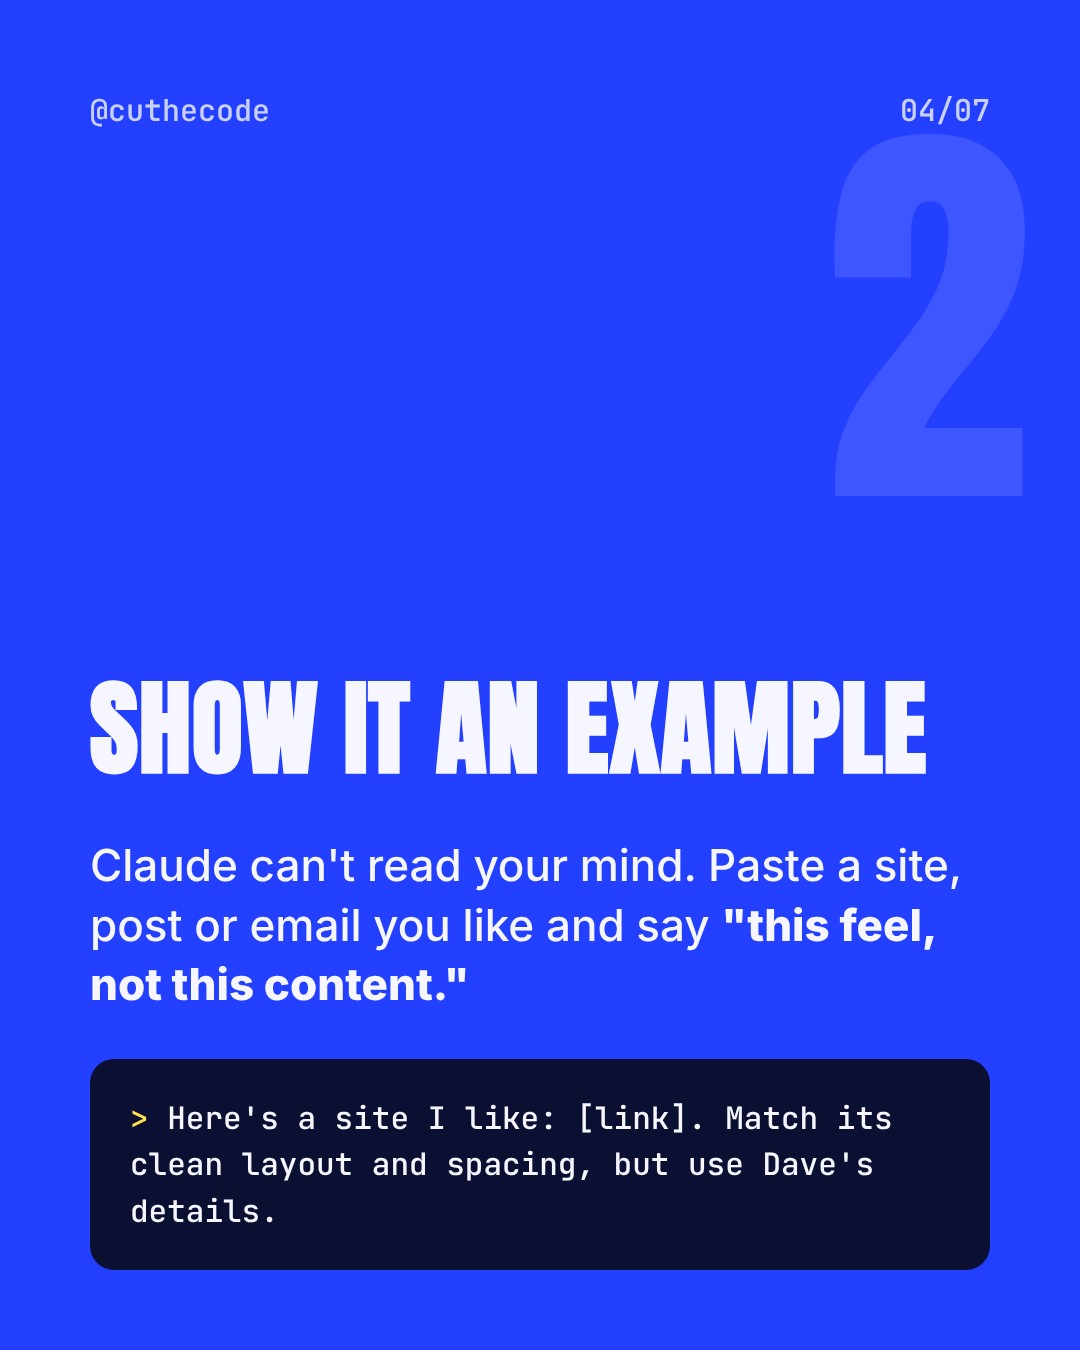 @cuthecode
04/07
2
SHOW IT AN EXAMPLE
Claude can't read your mind. Paste a site,
post or email you like and say "this feel,
not this content."
> Here's a site I like: [link]. Match its
clean layout and spacing, but use Dave's
details.